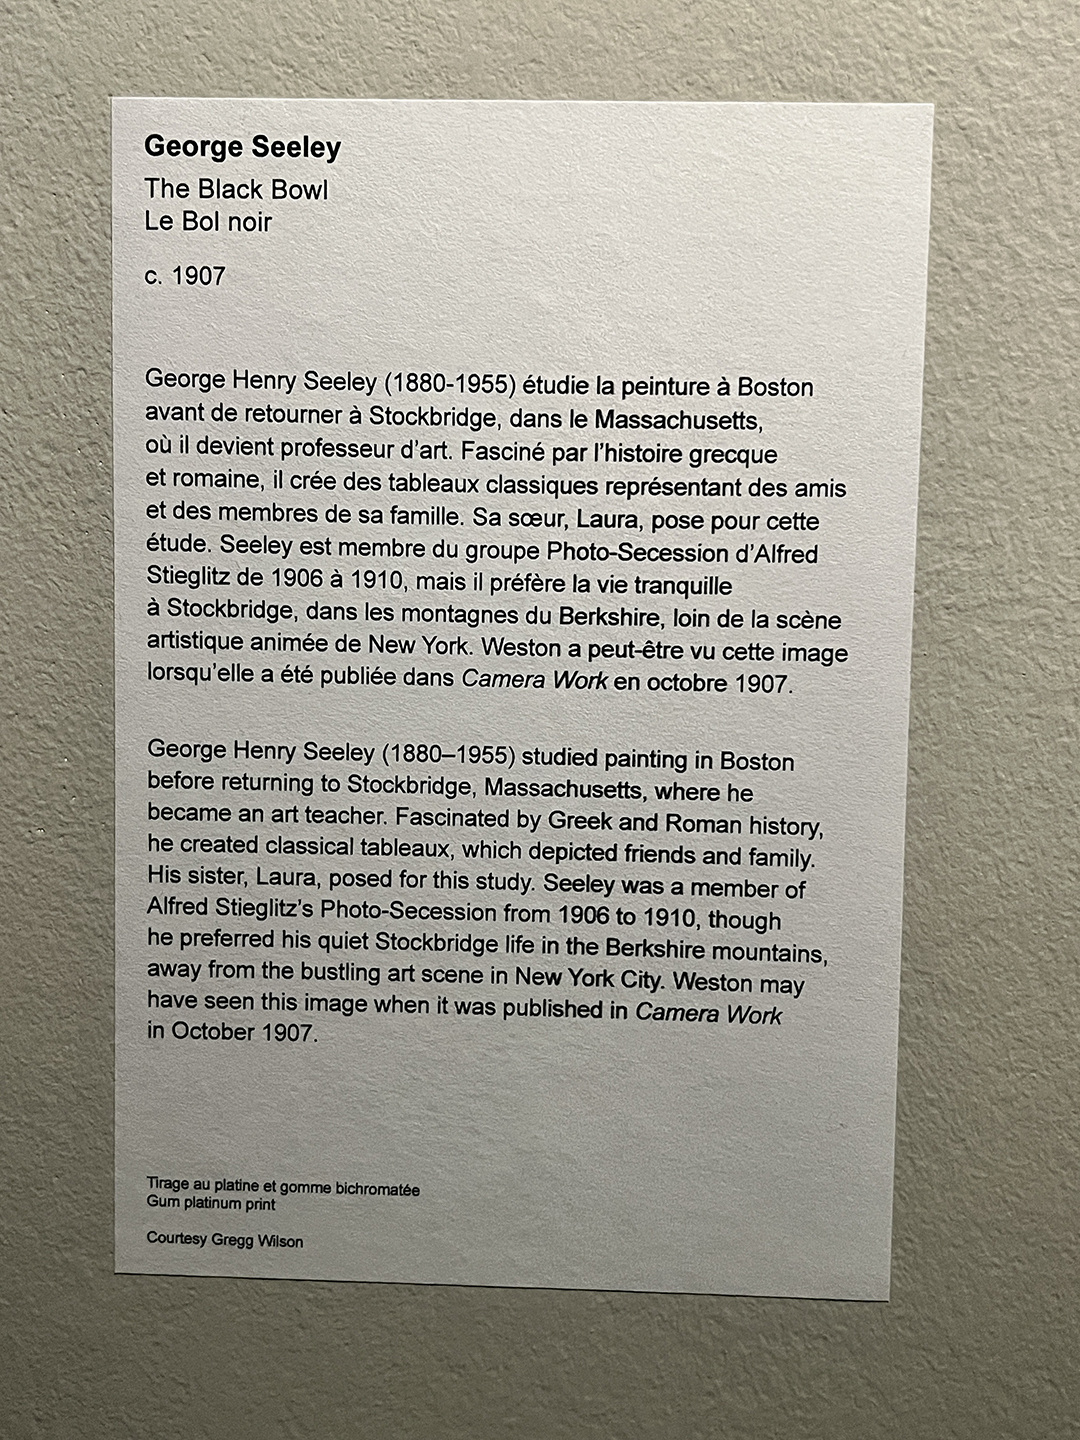 George Seeley
The Black Bowl
Le Bol noir
c. 1907
George Henry Seeley (1880-1955) étudie la peinture à Boston
avant de retourner à Stockbridge, dans le Massachusetts,
où il devient professeur d’art. Fasciné par l’histoire grecque
et romaine, il crée des tableaux classiques représentant des amis
et des membres de sa famille. Sa sœur, Laura, pose pour cette
étude. Seeley est membre du groupe Photo-Secession d’Alfred
Stieglitz de 1906 à 1910, mais il préfère la vie tranquille
à Stockbridge, dans les montagnes du Berkshire, loin de la scène
artistique animée de New York. Weston a peut-être vu cette image
lorsqu’elle a été publiée dans Camera Work en octobre 1907.
George Henry Seeley (1880–1955) studied painting in Boston
before returning to Stockbridge, Massachusetts, where he
became an art teacher. Fascinated by Greek and Roman history,
he created classical tableaux, which depicted friends and family.
His sister, Laura, posed for this study. Seeley was a member of
Alfred Stieglitz’s Photo-Secession from 1906 to 1910, though
he preferred his quiet Stockbridge life in the Berkshire mountains,
away from the bustling art scene in New York City. Weston may
have seen this image when it was published in Camera Work
in October 1907.
Tirage au platine et gomme bichromatée
Gum platinum print
Courtesy Gregg Wilson